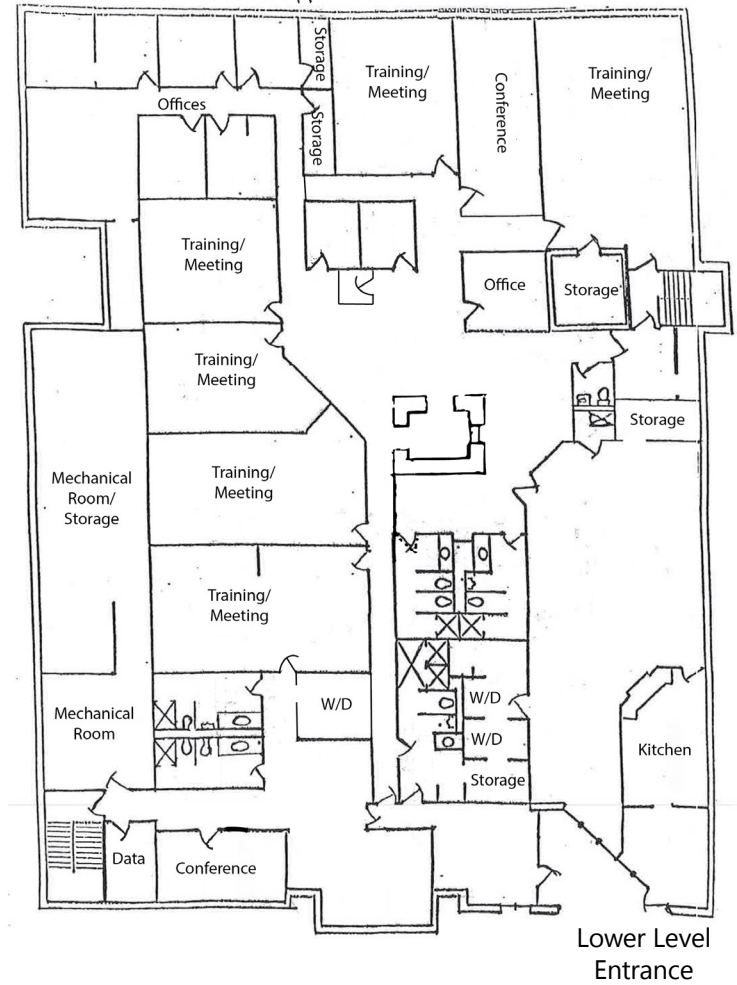 Storage
Training/
Meeting
Conference
Training/
Meeting
Offices
Storage
Training/
Meeting
Office
Storage
Training/
Meeting
Storage
Mechanical
Room/
Storage
Training/
Meeting
Training/
Meeting
W/D
W/D
Mechanical
Room
W/D
Kitchen
Storage
Data
Conference
Lower Level
Entrance